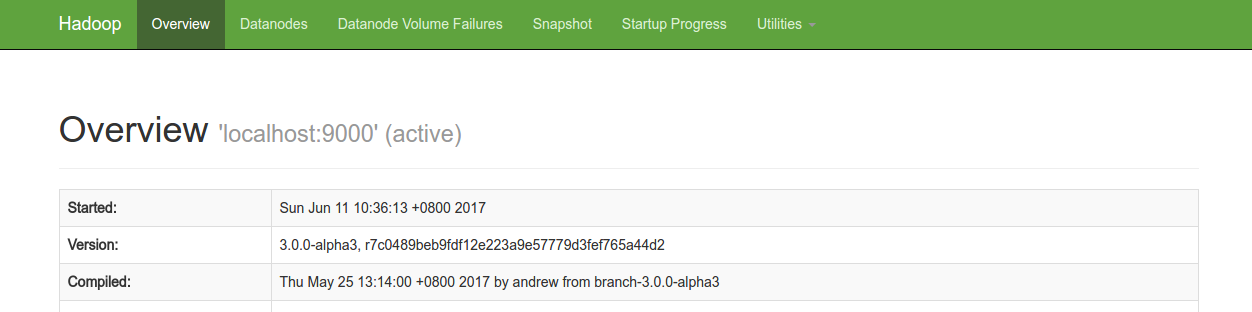 Hadoop Overview Datanodes Datanode Volume Failures Snapshot Startup Progress Utilities
Overview 'localhost:9000' (active)
Started: Sun Jun 11 10:36:13 +0800 2017
Version: 3.0.0-alpha3, r7c0489beb9fdf12e223a9e57779d3fef765a44d2
Compiled: Thu May 25 13:14:00 +0800 2017 by andrew from branch-3.0.0-alpha3